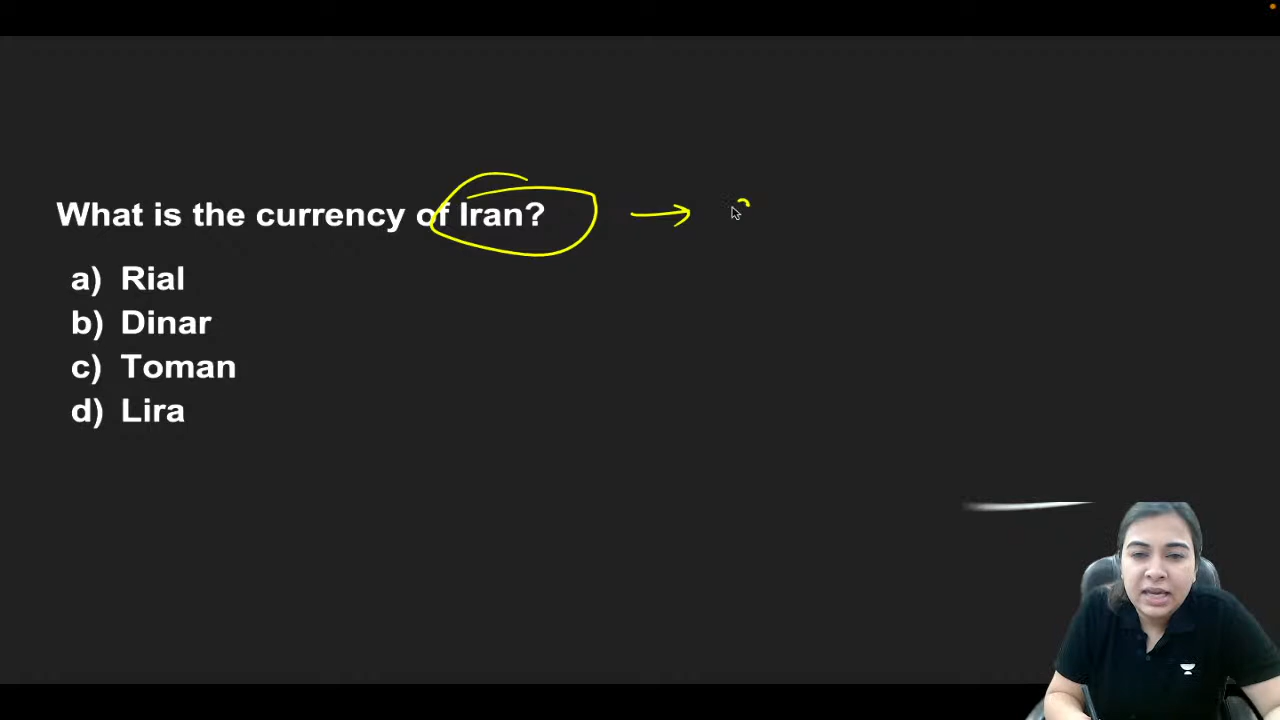 What is the currency of Iran?
a) Rial
b) Dinar
c) Toman
d) Lira